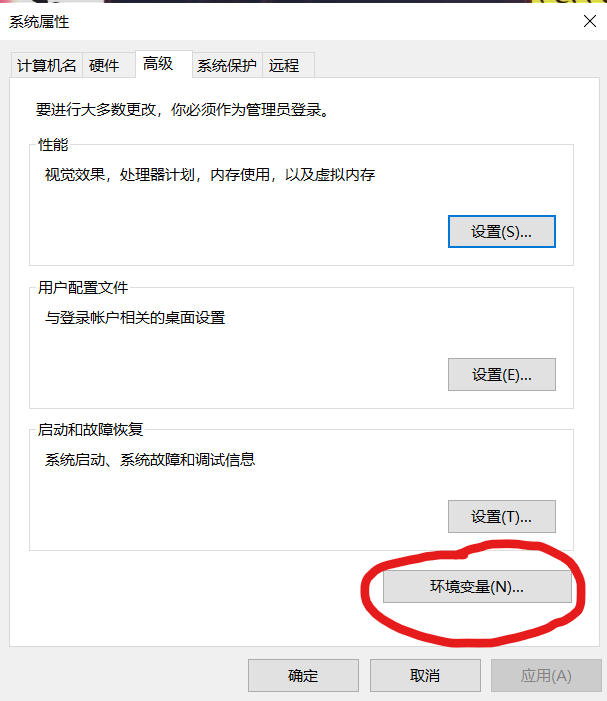 系统属性
计算机名 硬件 高级 系统保护 远程
要进行大多数更改，你必须作为管理员登录。
性能
视觉效果，处理器计划，内存使用，以及虚拟内存
设置(S)...
用户配置文件
与登录帐户相关的桌面设置
设置(E)...
启动和故障恢复
系统启动、系统故障和调试信息
设置(T)...
环境变量(N)...
确定 取消 应用(A)